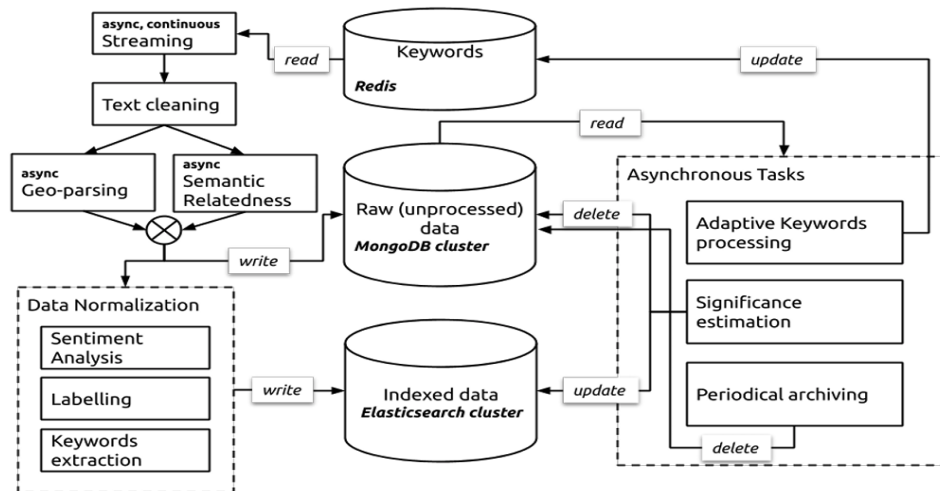 async, continuous
Streaming
read
Keywords
Redis
update
Text cleaning
read
async
Geo-parsing
async
Semantic
Relatedness
Raw (unprocessed)
data
MongoDB cluster
write
delete
Asynchronous Tasks
Adaptive Keywords
processing
Significance
estimation
Periodical archiving
Data Normalization
Sentiment
Analysis
Labelling
Keywords
extraction
write
Indexed data
Elasticsearch cluster
update
delete